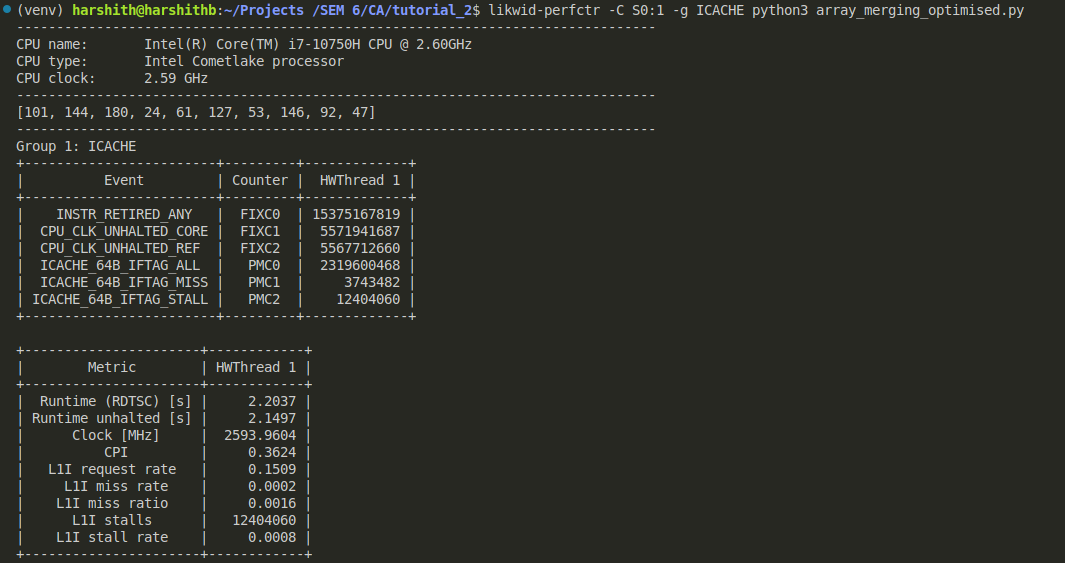 (venv) harshith@harshithb:~/Projects /SEM 6/CA/tutorial_2$ likwid-perfctr -C S0:1 -g ICACHE python3 array_merging_optimised.py
--------------------------------------------------------------------------------
CPU name:       Intel(R) Core(TM) i7-10750H CPU @ 2.60GHz
CPU type:       Intel Cometlake processor
CPU clock:      2.59 GHz
--------------------------------------------------------------------------------
[101, 144, 180, 24, 61, 127, 53, 146, 92, 47]
--------------------------------------------------------------------------------
Group 1: ICACHE
+------------------------+---------+-------------+
|          Event         | Counter |  HWThread 1 |
+------------------------+---------+-------------+
|    INSTR_RETIRED_ANY   |  FIXC0  | 15375167819 |
|  CPU_CLK_UNHALTED_CORE |  FIXC1  |  5571941687 |
|  CPU_CLK_UNHALTED_REF  |  FIXC2  |  5567712660 |
|  ICACHE_64B_IFTAG_ALL  |   PMC0  |  2319600468 |
|  ICACHE_64B_IFTAG_MISS |   PMC1  |     3743482 |
| ICACHE_64B_IFTAG_STALL |   PMC2  |    12404060 |
+------------------------+---------+-------------+
+----------------------+------------+
|        Metric        | HWThread 1 |
+----------------------+------------+
|  Runtime (RDTSC) [s] |     2.2037 |
| Runtime unhalted [s] |     2.1497 |
|      Clock [MHz]     |  2593.9604 |
|          CPI         |     0.3624 |
|   L1I request rate   |     0.1509 |
|     L1I miss rate    |     0.0002 |
|    L1I miss ratio    |     0.0016 |
|      L1I stalls      |   12404060 |
|    L1I stall rate    |     0.0008 |
+----------------------+------------+